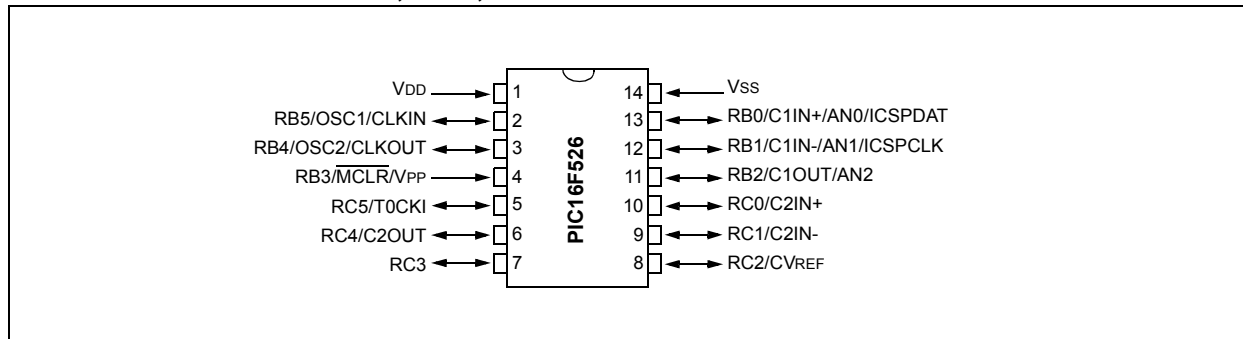 VDD
RB5/OSC1/CLKIN
RB4/OSC2/CLKOUT
RB3/MCLR/VPP
RC5/T0CKI
RC4/C2OUT
RC3
1
2
3
4
5
6
7
PIC16F526
14
13
12
11
10
9
8
VSS
RB0/C1IN+/AN0/ICSPDAT
RB1/C1IN-/AN1/ICSPCLK
RB2/C1OUT/AN2
RC0/C2IN+
RC1/C2IN-
RC2/CVREF